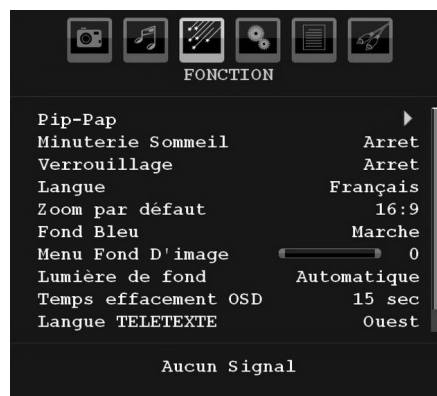 FONCTION
Pip-Pap
Minuterie Sommeil Arret
Verrouillage Arret
Langue Français
Zoom par défaut 16:9
Fond Bleu Marche
Menu Fond D'image 0
Lumière de fond Automatique
Temps effacement OSD 15 sec
Langue TELETEXTE Ouest
Aucun Signal